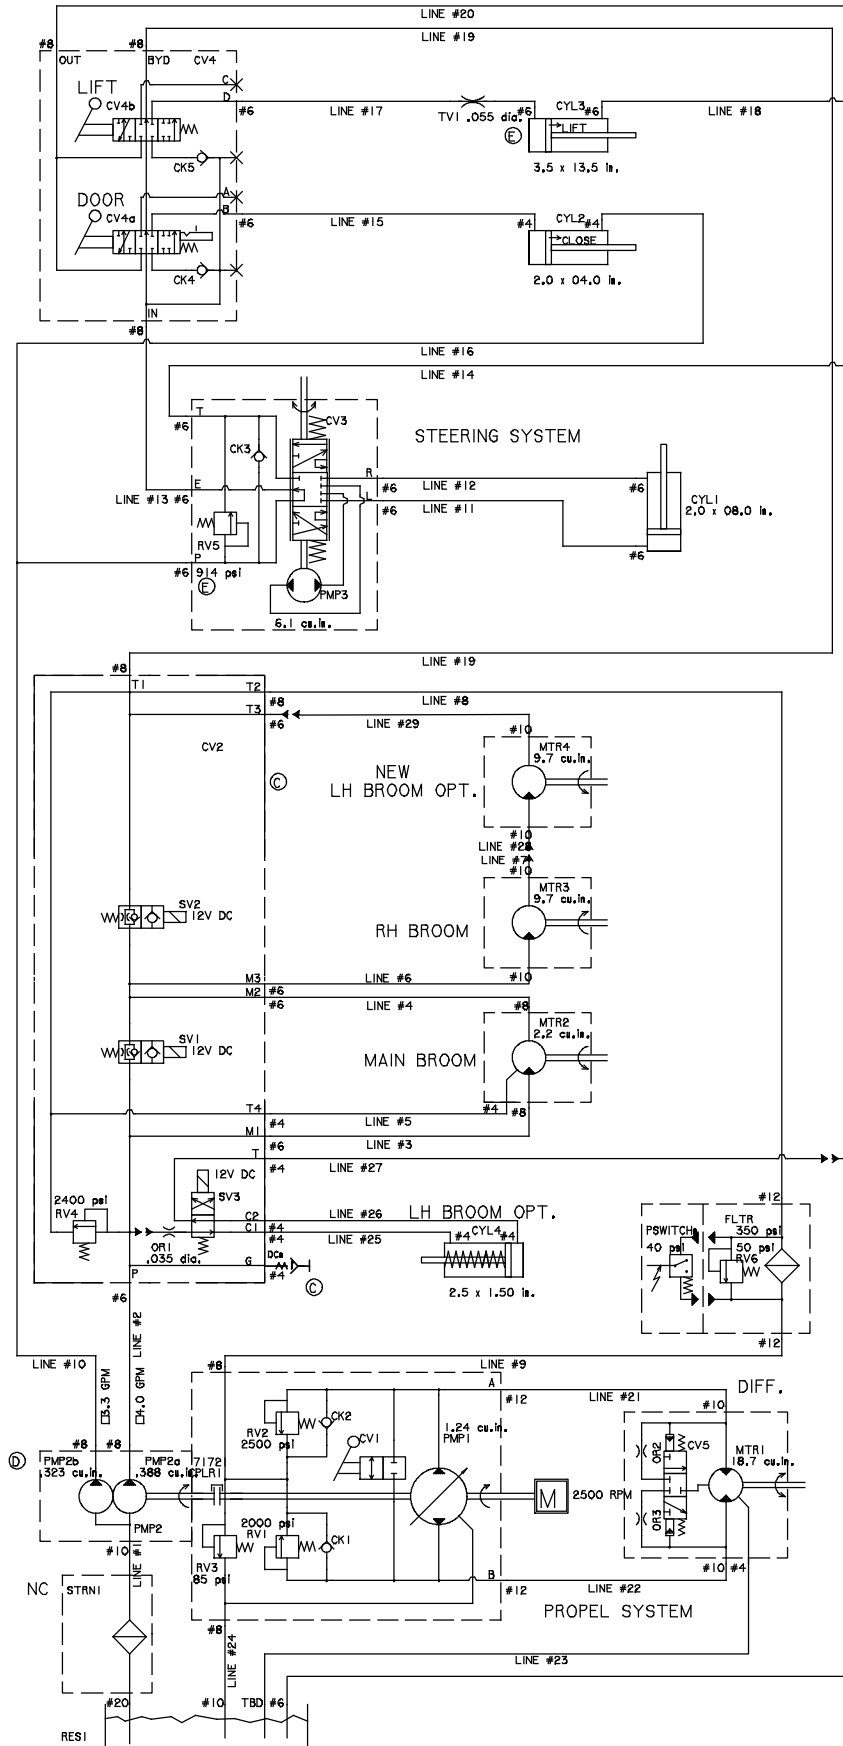 LINE #20
LINE #19
#8 #8
OUT BYD CV4
LIFT
CV4b
C
D
#6
LINE #17
TV1 .055 dia.
E
#6 CYL3 #6
LIFT
LINE #18
3.5 x 13.5 in.
CK5
DOOR
CV4a
A
B
#6
LINE #15
#4 CYL2 #4
CLOSE
2.0 x 04.0 in.
CK4
IN
#8
LINE #16
LINE #14
T
#6
CV3
CK3
STEERING SYSTEM
E
LINE #13 #6
R
#6
LINE #12
L
#6
LINE #11
#6
CYL1
2.0 x 08.0 in.
#6
RV5
P
#6 914 psi
E
PMP3
6.1 cu.in.
LINE #19
#8
T1
T2
#8
LINE #8
T3
#6
LINE #29
CV2
C
NEW
LH BROOM OPT.
#10
MTR4
9.7 cu.in.
#10
LINE #28
LINE #7
#10
SV2
12V DC
RH BROOM
MTR3
9.7 cu.in.
#10
M3
#6
LINE #6
M2
#6
LINE #4
#8
SV1
12V DC
MAIN BROOM
MTR2
2.2 cu.in.
#4 #8
T4
#4
LINE #5
M1
#6
LINE #3
T
#4
LINE #27
12V DC
SV3
2400 psi
RV4
OR1
.035 dia.
C2
#4
LINE #26
C1
#4
LINE #25
LH BROOM OPT.
#4 CYL4 #4
2.5 x 1.50 in.
G
#4
DCa
C
P
#6
#12
PSWITCHa
40 psi
FLTR
350 psi
50 psi
RV6
#12
LINE #2
LINE #10
3.3 GPM
4.0 GPM
#8
LINE #9
A
#12
LINE #21
DIFF.
#10
RV2
2500 psi
CK2
CV1
1.24 cu.in.
PMP1
OR2
CV5
MTR1
18.7 cu.in.
#8 #8
D
PMP2b
.323 cu.in.
PMP2a
.388 cu.in.
7172
CPLR1
M
2500 RPM
2000 psi
RV1
CK1
OR3
PMP2
RV3
85 psi
#10
LINE #1
B
#12
LINE #22
#10 #4
PROPEL SYSTEM
NC
STRN1
#8
LINE #24
LINE #23
#20
#10 TBD #6
RES1